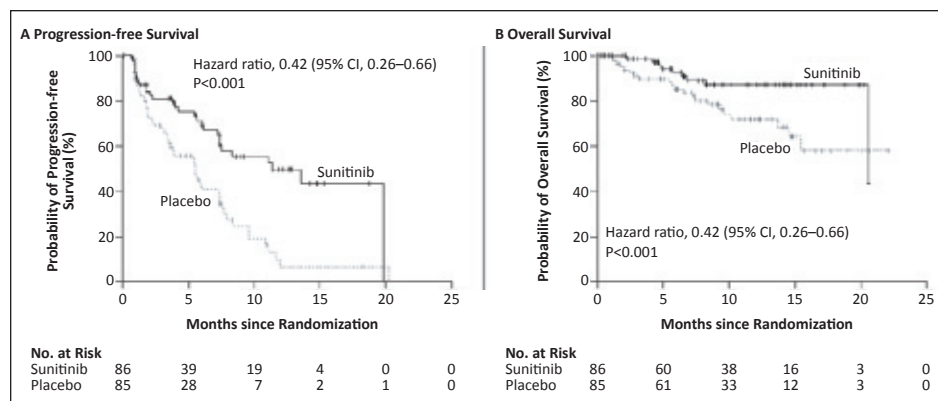 A Progression-free Survival
Probability of Progression-free
Survival (%)
100
80
60
40
20
0
Hazard ratio, 0.42 (95% CI, 0.26–0.66)
P<0.001
Sunitinib
Placebo
0 5 10 15 20 25
Months since Randomization
No. at Risk
Sunitinib 86 39 19 4 0 0
Placebo 85 28 7 2 1 0
B Overall Survival
Probability of Overall Survival (%)
100
80
60
40
20
0
Sunitinib
Placebo
Hazard ratio, 0.42 (95% CI, 0.26–0.66)
P<0.001
0 5 10 15 20 25
Months since Randomization
No. at Risk
Sunitinib 86 60 38 16 3 0
Placebo 85 61 33 12 3 0